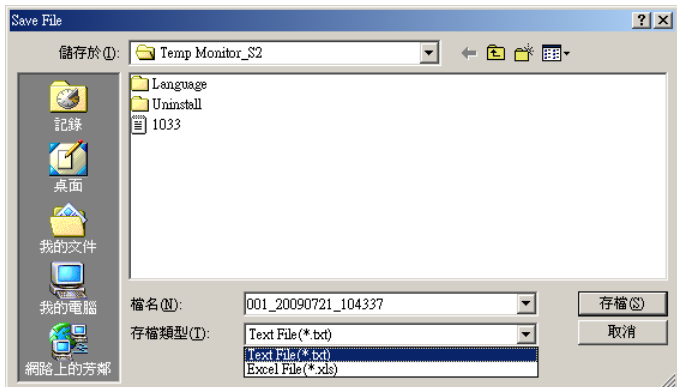 Save File
儲存於(I):
Temp Monitor_S2
記錄
桌面
我的文件
我的電腦
網路上的芳鄰
Language
Uninstall
1033
檔名(N):
001_20090721_104337
存檔(S)
存檔類型(T):
Text File(*.txt)
取消
Text File(*.txt)
Excel File(*.xls)